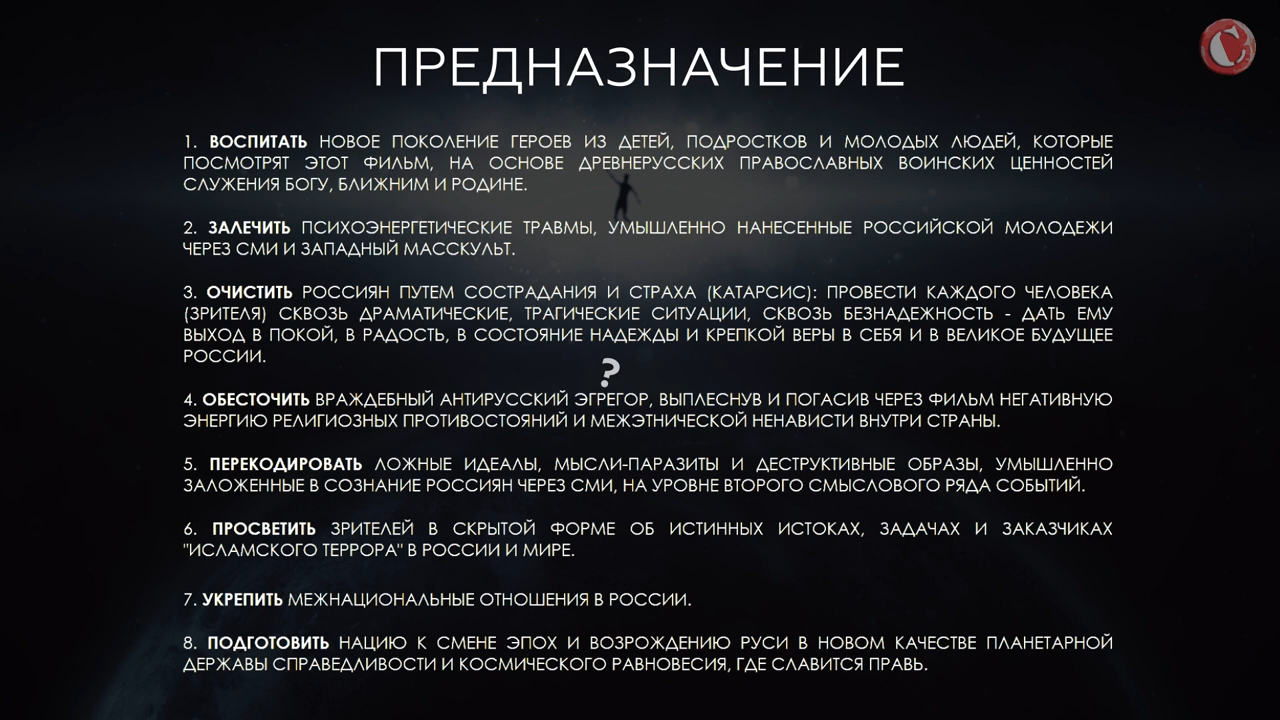 ПРЕДНАЗНАЧЕНИЕ
1. ВОСПИТАТЬ НОВОЕ ПОКОЛЕНИЕ ГЕРОЕВ ИЗ ДЕТЕЙ, ПОДРОСТКОВ И МОЛОДЫХ ЛЮДЕЙ, КОТОРЫЕ
ПОСМОТРЯТ ЭТОТ ФИЛЬМ, НА ОСНОВЕ ДРЕВНЕРУССКИХ ПРАВОСЛАВНЫХ ВОИНСКИХ ЦЕННОСТЕЙ
СЛУЖЕНИЯ БОГУ, БЛИЖНИМ И РОДИНЕ.
2. ЗАЛЕЧИТЬ ПСИХОЭНЕРГЕТИЧЕСКИЕ ТРАВМЫ, УМЫШЛЕННО НАНЕСЕННЫЕ РОССИЙСКОЙ МОЛОДЕЖИ
ЧЕРЕЗ СМИ И ЗАПАДНЫЙ МАССКУЛЬТ.
3. ОЧИСТИТЬ РОССИЯН ПУТЕМ СОСТРАДАНИЯ И СТРАХА (КАТАРСИС): ПРОВЕСТИ КАЖДОГО ЧЕЛОВЕКА
(ЗРИТЕЛЯ) СКВОЗЬ ДРАМАТИЧЕСКИЕ, ТРАГИЧЕСКИЕ СИТУАЦИИ, СКВОЗЬ БЕЗНАДЕЖНОСТЬ - ДАТЬ ЕМУ
ВЫХОД В ПОКОЙ, В РАДОСТЬ, В СОСТОЯНИЕ НАДЕЖДЫ И КРЕПКОЙ ВЕРЫ В СЕБЯ И В ВЕЛИКОЕ БУДУЩЕЕ
РОССИИ.
?
4. ОБЕСТОЧИТЬ ВРАЖДЕБНЫЙ АНТИРУССКИЙ ЭГРЕГОР, ВЫПЛЕСНУВ И ПОГАСИВ ЧЕРЕЗ ФИЛЬМ НЕГАТИВНУЮ
ЭНЕРГИЮ РЕЛИГИОЗНЫХ ПРОТИВОСТОЯНИЙ И МЕЖЭТНИЧЕСКОЙ НЕНАВИСТИ ВНУТРИ СТРАНЫ.
5. ПЕРЕКОДИРОВАТЬ ЛОЖНЫЕ ИДЕАЛЫ, МЫСЛИ-ПАРАЗИТЫ И ДЕСТРУКТИВНЫЕ ОБРАЗЫ, УМЫШЛЕННО
ЗАЛОЖЕННЫЕ В СОЗНАНИЕ РОССИЯН ЧЕРЕЗ СМИ, НА УРОВНЕ ВТОРОГО СМЫСЛОВОГО РЯДА СОБЫТИЙ.
6. ПРОСВЕТИТЬ ЗРИТЕЛЕЙ В СКРЫТОЙ ФОРМЕ ОБ ИСТИННЫХ ИСТОКАХ, ЗАДАЧАХ И ЗАКАЗЧИКАХ
"ИСЛАМСКОГО ТЕРРОРА" В РОССИИ И МИРЕ.
7. УКРЕПИТЬ МЕЖНАЦИОНАЛЬНЫЕ ОТНОШЕНИЯ В РОССИИ.
8. ПОДГОТОВИТЬ НАЦИЮ К СМЕНЕ ЭПОХ И ВОЗРОЖДЕНИЮ РУСИ В НОВОМ КАЧЕСТВЕ ПЛАНЕТАРНОЙ
ДЕРЖАВЫ СПРАВЕДЛИВОСТИ И КОСМИЧЕСКОГО РАВНОВЕСИЯ, ГДЕ СЛАВИТСЯ ПРАВЬ.